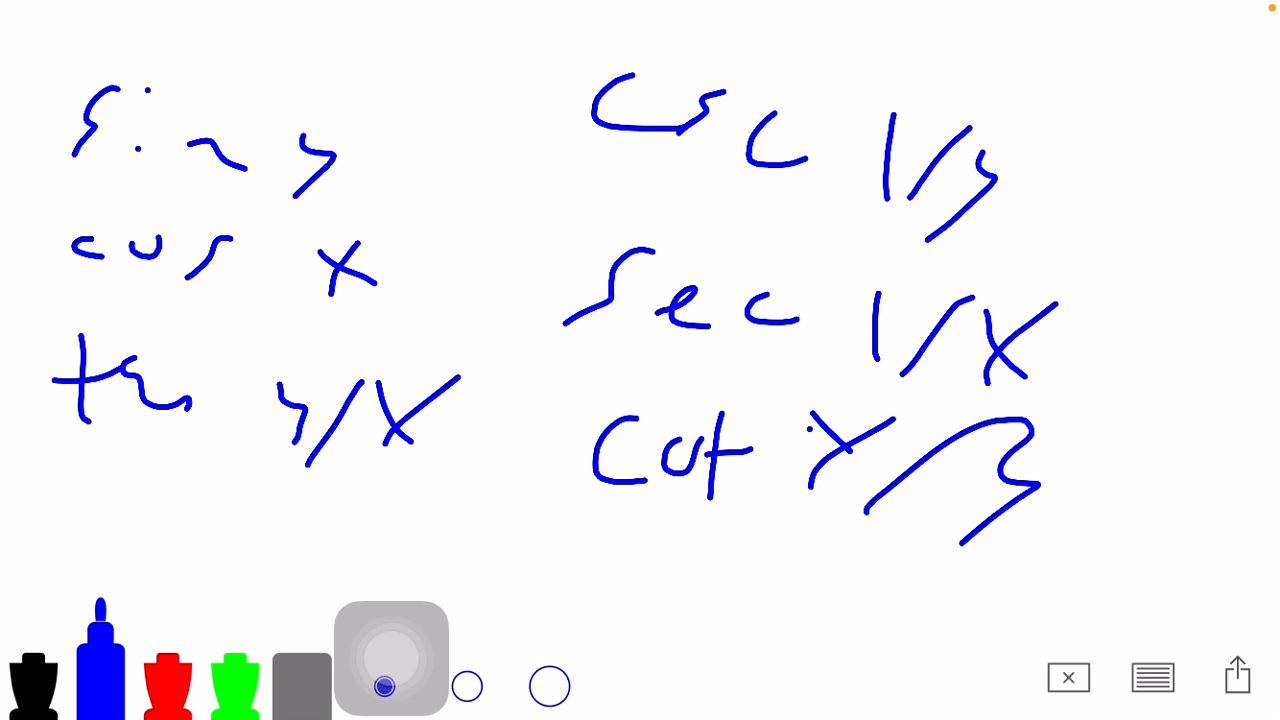 sin y
cos x
tan y/x
csc 1/y
sec 1/x
cot x/y